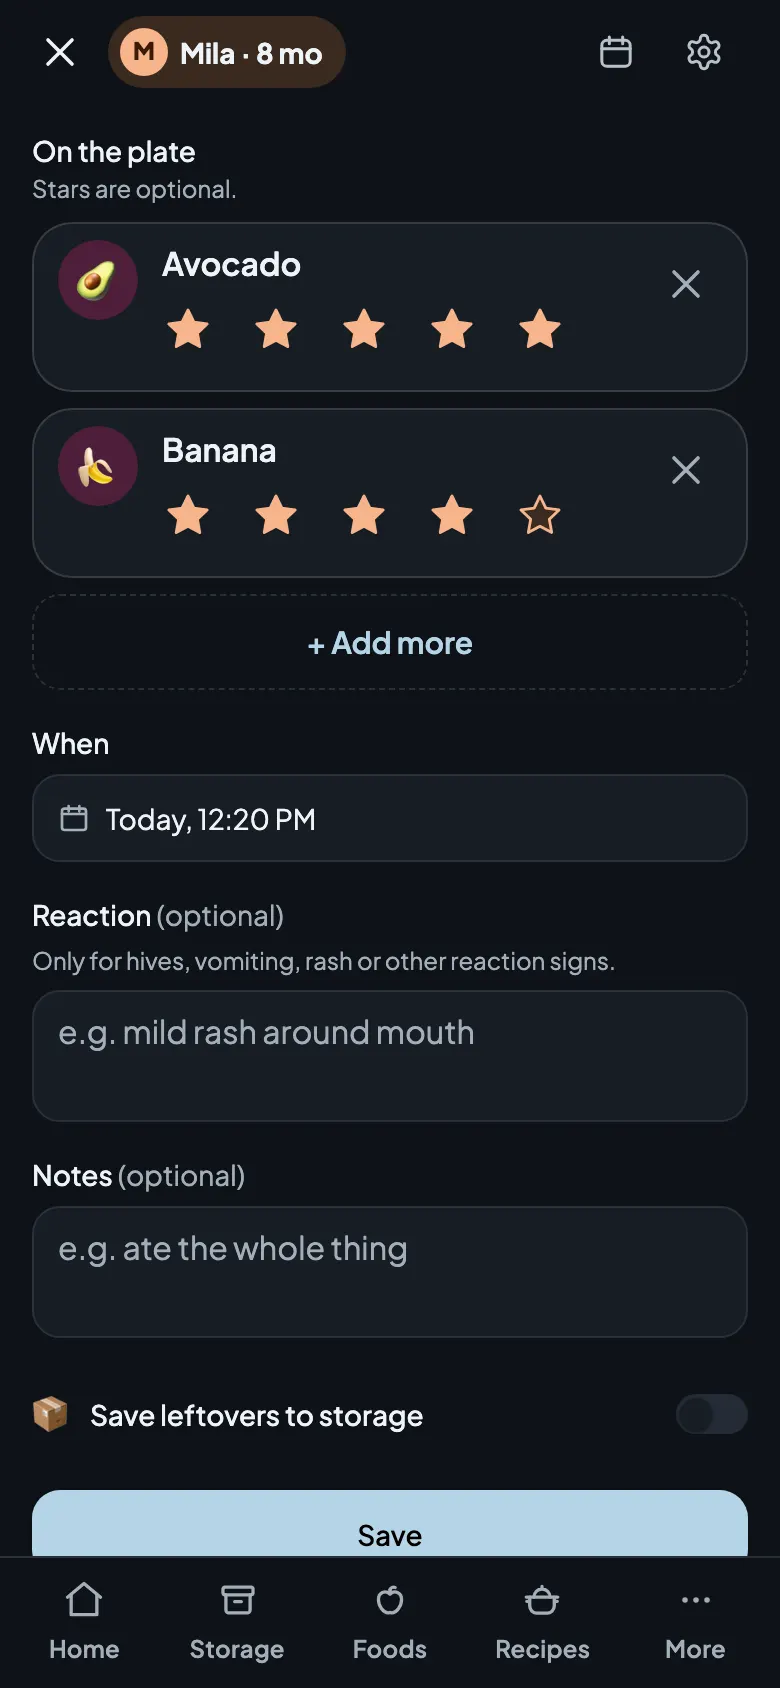 M Mila · 8 mo
On the plate
Stars are optional.
Avocado
Banana
+ Add more
When
Today, 12:20 PM
Reaction (optional)
Only for hives, vomiting, rash or other reaction signs.
e.g. mild rash around mouth
Notes (optional)
e.g. ate the whole thing
Save leftovers to storage
Save
Home Storage Foods Recipes More